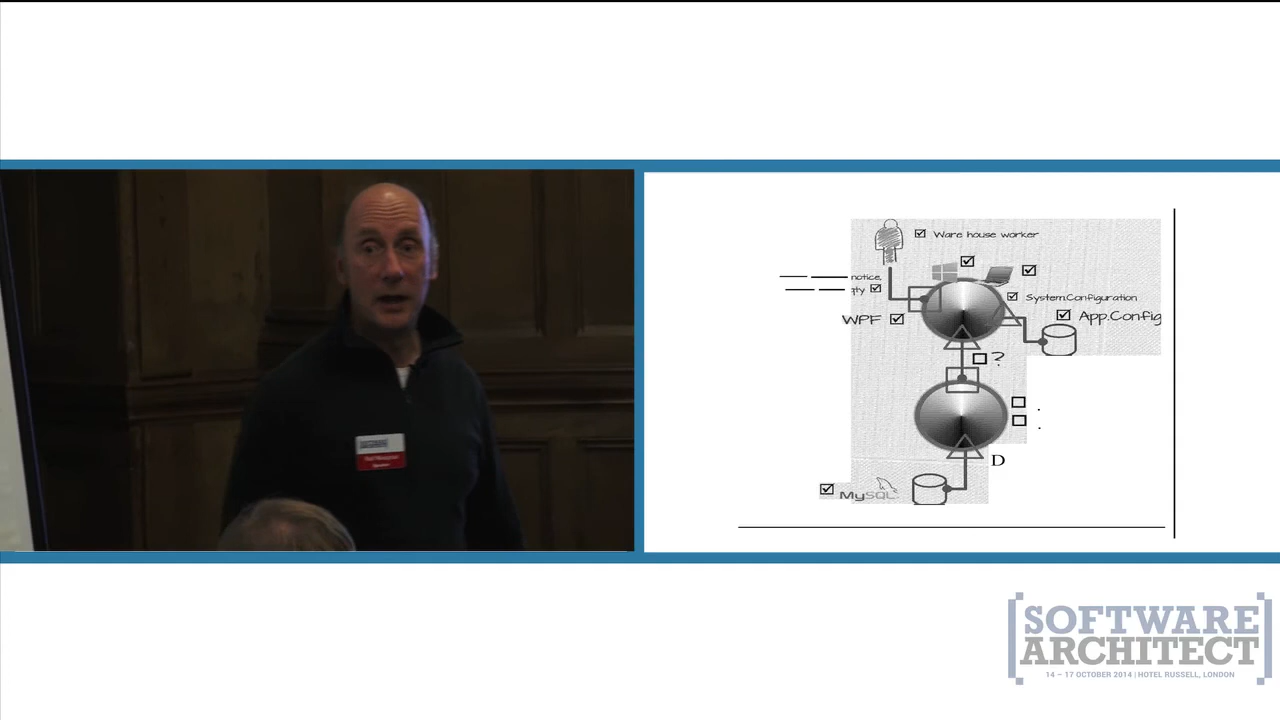 Ware house worker
notice,
qty
System.Configuration
WPF
App.Config
?
D
MySQL
[SOFTWARE
ARCHITECT]
14 – 17 OCTOBER 2014 | HOTEL RUSSELL, LONDON